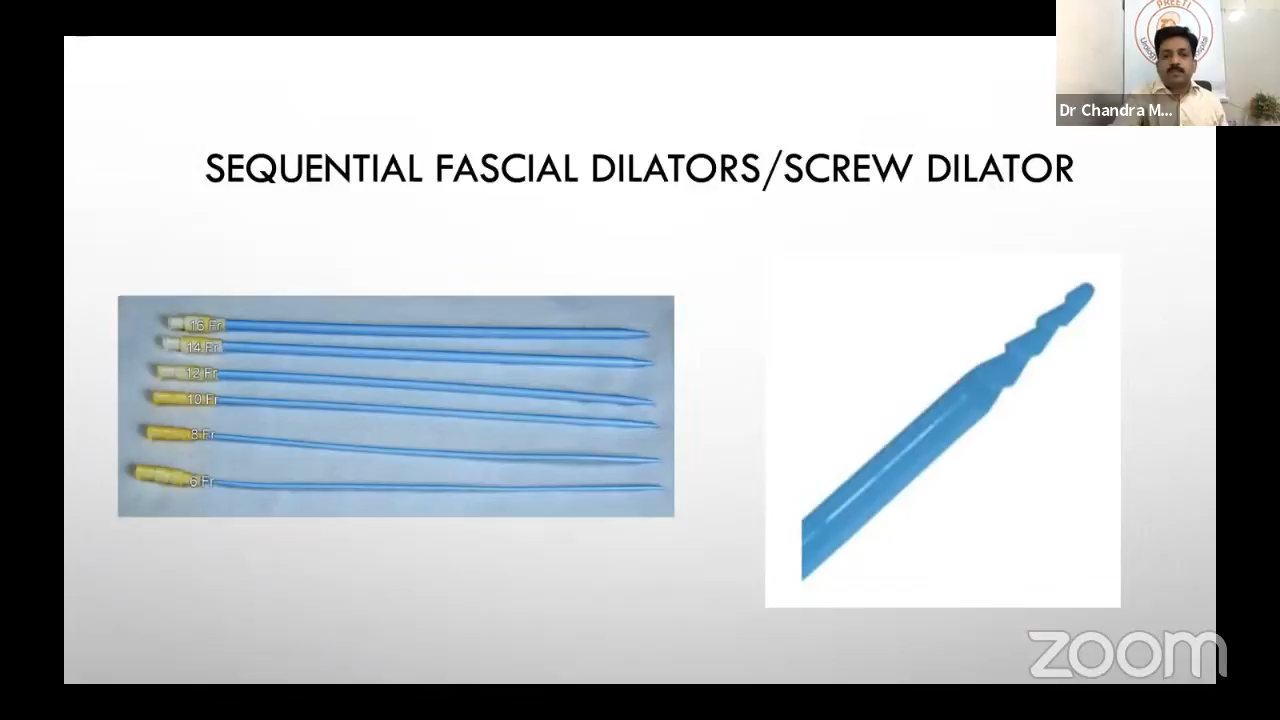 PREETI
Dr Chandra M...
SEQUENTIAL FASCIAL DILATORS/SCREW DILATOR
16 Fr
14 Fr
12 Fr
10 Fr
8 Fr
6 Fr
zoom